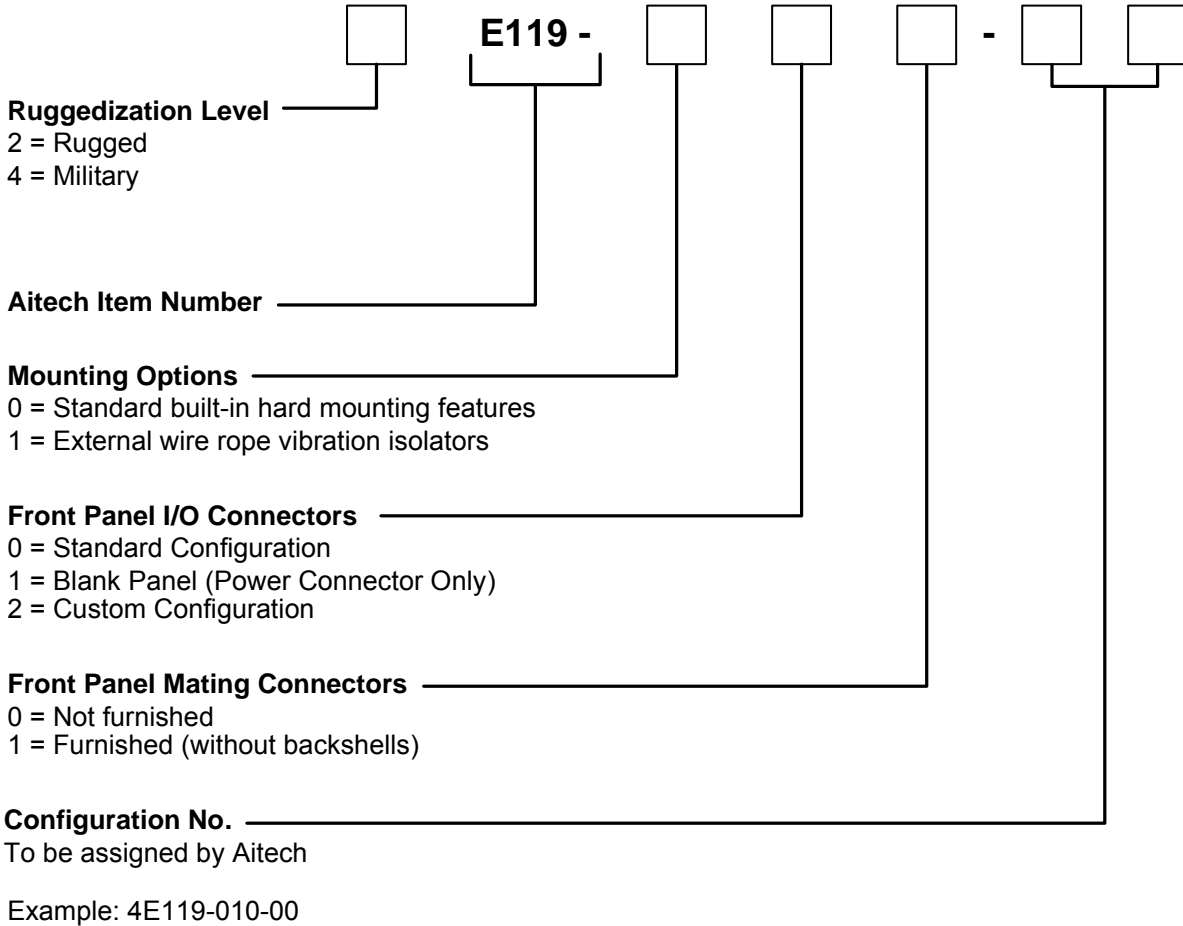 E119 - -
Ruggedization Level
2 = Rugged
4 = Military
Aitech Item Number
Mounting Options
0 = Standard built-in hard mounting features
1 = External wire rope vibration isolators
Front Panel I/O Connectors
0 = Standard Configuration
1 = Blank Panel (Power Connector Only)
2 = Custom Configuration
Front Panel Mating Connectors
0 = Not furnished
1 = Furnished (without backshells)
Configuration No.
To be assigned by Aitech
Example: 4E119-010-00